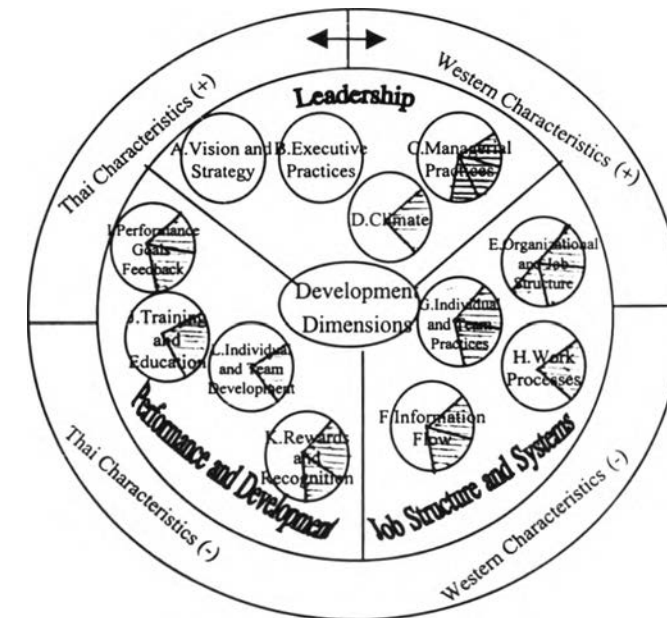 Thai Characteristics (+)
Western Characteristics (+)
Leadership
A.Vision and
Strategy
B.Executive
Practices
C.Managerial
Practices
D.Climate
I.Performance
Goals
Feedback
E.Organizational
and Job
Structure
Development
Dimensions
G.Individual
and Team
Practices
J.Training
and
Education
L.Individual
and Team
Development
H.Work
Processes
F.Information
Flow
K.Rewards
and
Recognition
Performance and Development
Job Structure and Systems
Thai Characteristics (-)
Western Characteristics (-)